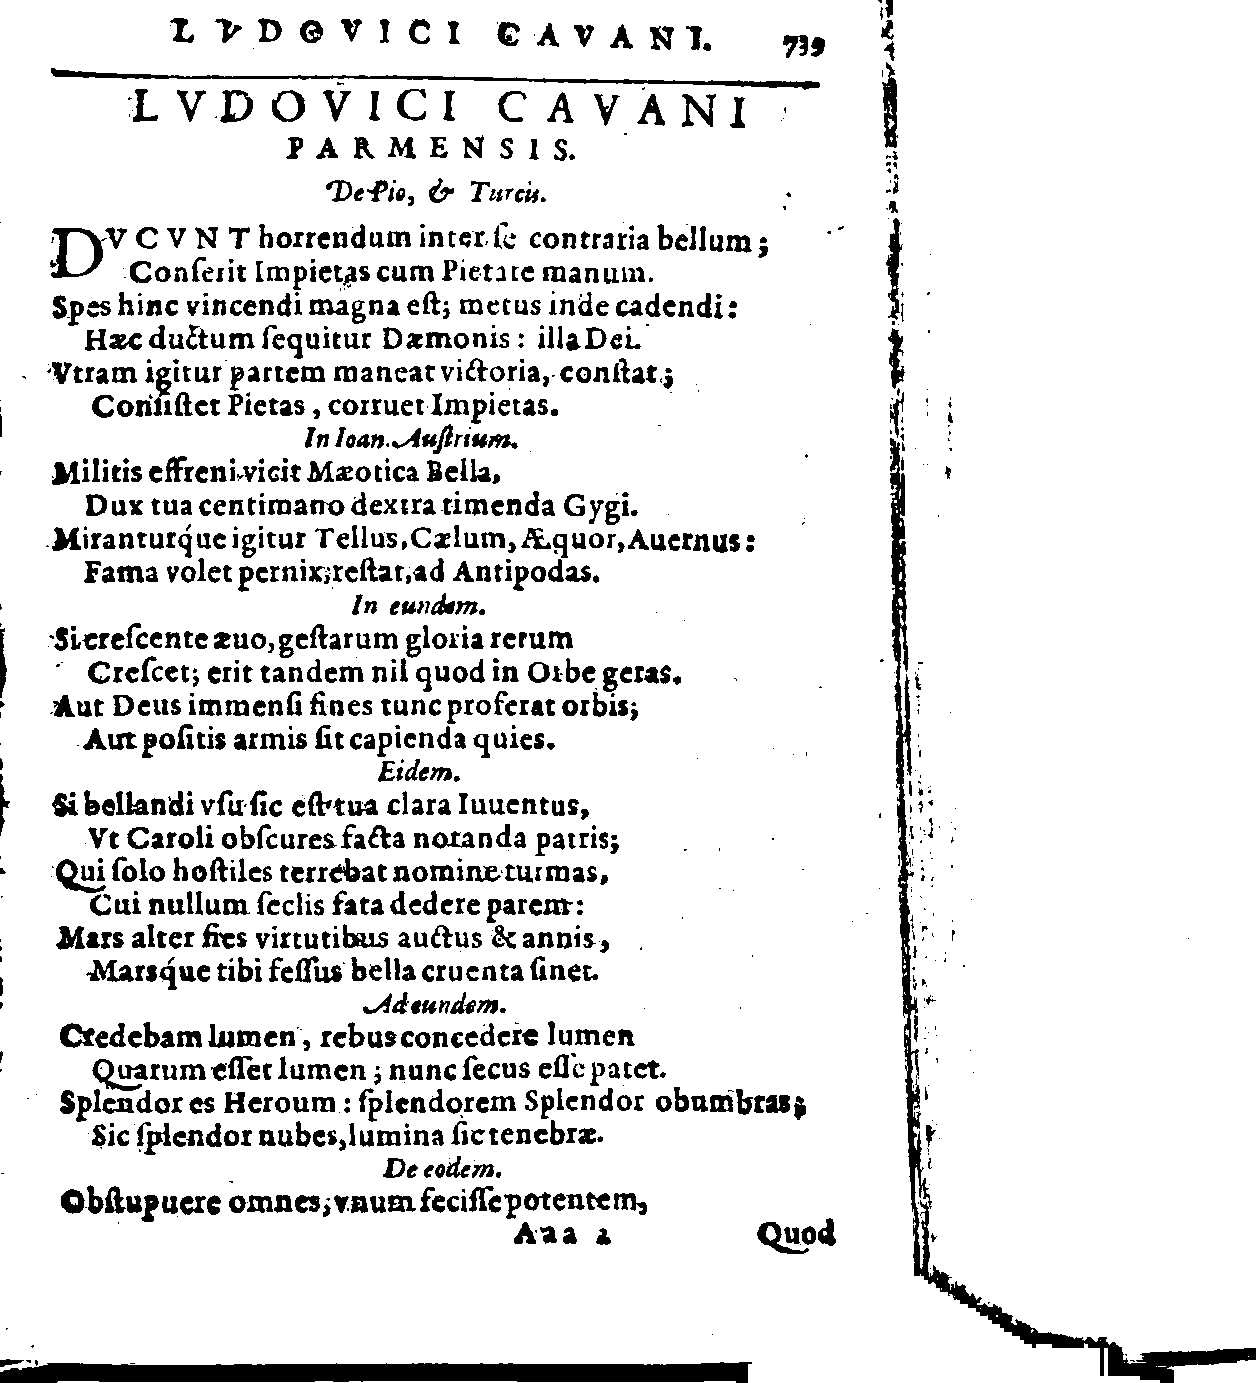 LVDOVICI CAVANI. 739
LVDOVICI CAVANI
PARMENSIS.
De Pio, & Turcis.
DVCVNT horrendum inter ſe contraria bellum;
Conſerit Impietas cum Pietate manum.
Spes hinc vincendi magna eſt; metus inde cadendi:
Hæc ductum ſequitur Dæmonis: illa Dei.
Vtram igitur partem maneat victoria, conſtat;
Conſiſtet Pietas, corruet Impietas.
In Ioan. Auſtrium.
Militis effreni vicit Mæotica Bella,
Dux tua centimano dextra timenda Gygi.
Miranturq́ue igitur Tellus, Cælum, Æquor, Auernus:
Fama volet pernix; reſtat, ad Antipodas.
In eundem.
Si creſcente æuo, geſtarum gloria rerum
Creſcet; erit tandem nil quod in Orbe geras.
Aut Deus immenſi fines tunc proferat orbis;
Aut poſitis armis ſit capienda quies.
Eidem.
Si bellandi vſu ſic eſt tua clara Iuuentus,
Vt Caroli obſcures facta notanda patris;
Qui ſolo hoſtiles terrebat nomine turmas,
Cui nullum ſeclis fata dedere parem:
Mars alter fies virtutibus auctus & annis,
Marsq́ue tibi feſſus bella cruenta ſinet.
Ad eundem.
Credebam lumen, rebus concedere lumen
Quarum eſſet lumen; nunc ſecus eſſe patet.
Splendor es Heroum: ſplendorem Splendor obumbras;
Sic ſplendor nubes, lumina ſic tenebræ.
De eodem.
Obſtupuere omnes, vnum feciſſe potentem,
Aaa 2 Quod